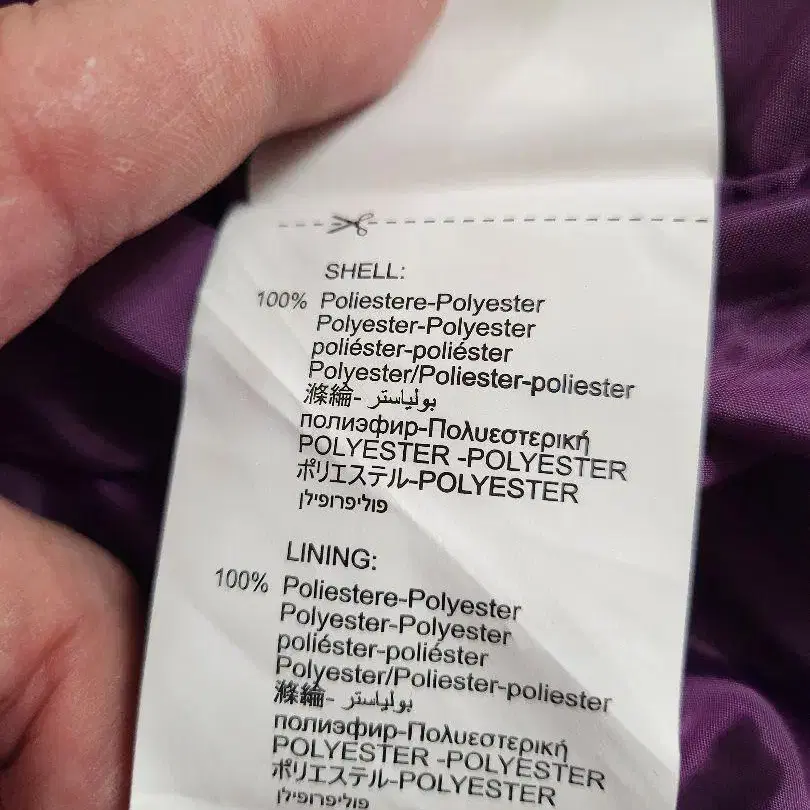 SHELL:
100% Poliestere-Polyester
Polyester-Polyester
poliéster-poliéster
Polyester/Poliester-poliester
滌綸- بولياستر
полиэфир-Πολυεστερική
POLYESTER -POLYESTER
ポリエステル-POLYESTER
פוליפרופילן
LINING:
100% Poliestere-Polyester
Polyester-Polyester
poliéster-poliéster
Polyester/Poliester-poliester
滌綸- بولياستر
полиэфир-Πολυεστερική
POLYESTER -POLYESTER
ポリエステル-POLYESTER
פוליפרופילן